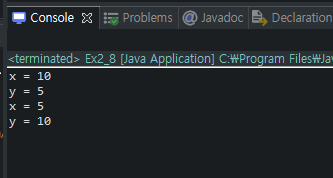 Console Problems @ Javadoc Declaration
<terminated> Ex2_8 [Java Application] C:₩Program Files₩Jav
x = 10
y = 5
x = 5
y = 10